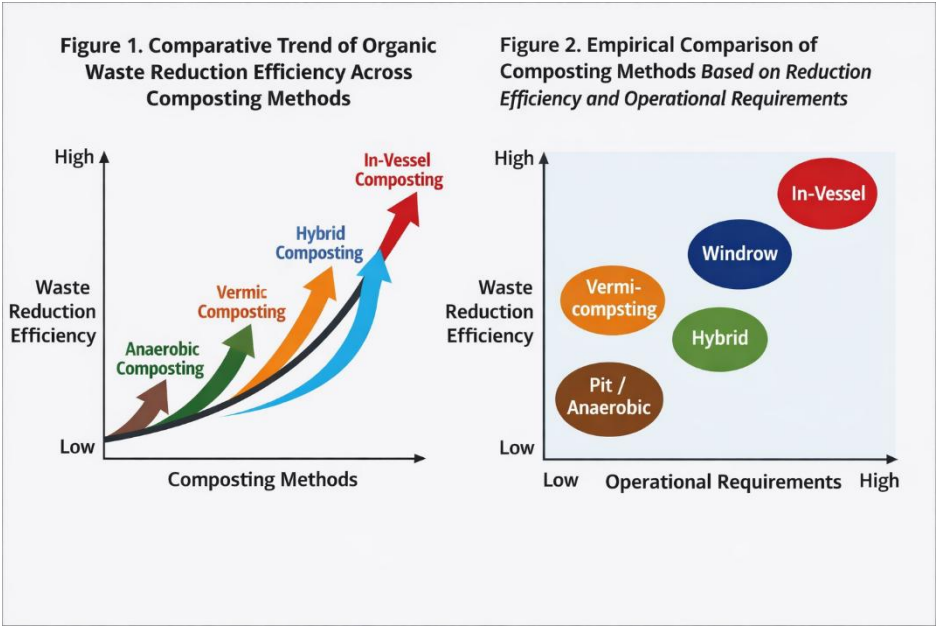 Figure 1. Comparative Trend of Organic
Waste Reduction Efficiency Across
Composting Methods
High
Waste
Reduction
Efficiency
Low
Anaerobic
Composting
Vermic
Composting
Hybrid
Composting
In-Vessel
Composting
Composting Methods
Figure 2. Empirical Comparison of
Composting Methods Based on Reduction
Efficiency and Operational Requirements
High
Waste
Reduction
Efficiency
Low
In-Vessel
Windrow
Vermi-
compsting
Hybrid
Pit /
Anaerobic
Low
Operational Requirements
High